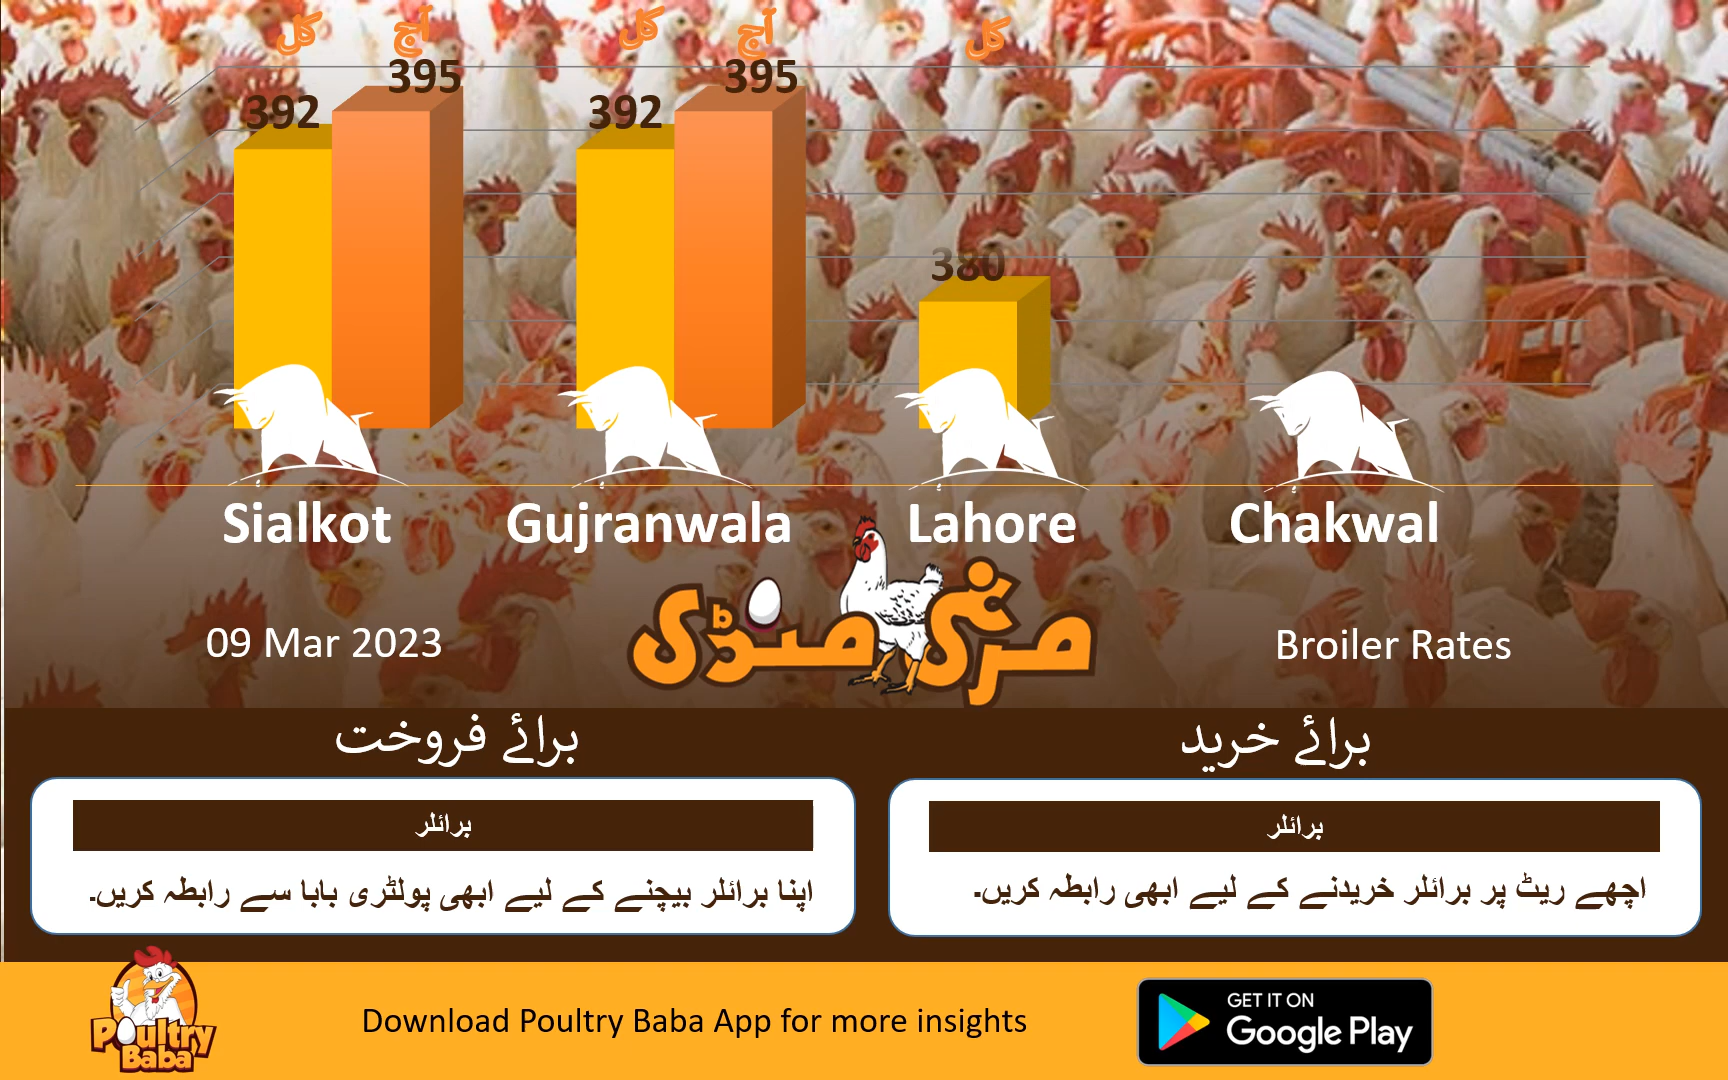 کل آج کل آج کل
392 395 392 395 380
Sialkot Gujranwala Lahore Chakwal
09 Mar 2023
مرغی منڈی
Broiler Rates
برائے فروخت
برائلر
اپنا برائلر بیچنے کے لیے ابھی پولٹری بابا سے رابطہ کریں۔
برائے خرید
برائلر
اچھے ریٹ پر برائلر خریدنے کے لیے ابھی رابطہ کریں۔
Poultry
Baba
Download Poultry Baba App for more insights
GET IT ON
Google Play